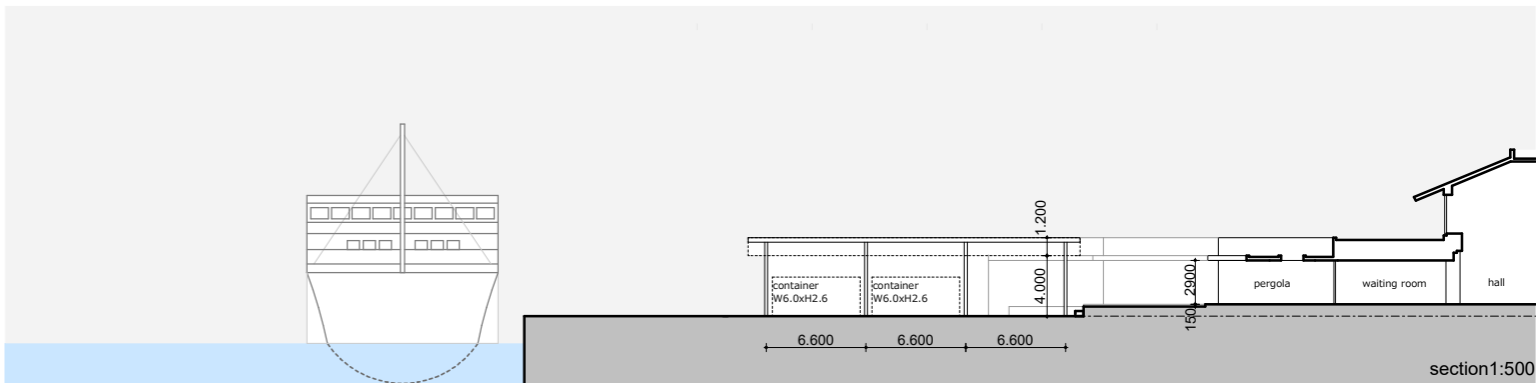 1.200
container
W6.0xH2.6
container
W6.0xH2.6
4.000
2900
150
pergola
waiting room
hall
6.600
6.600
6.600
section1:500